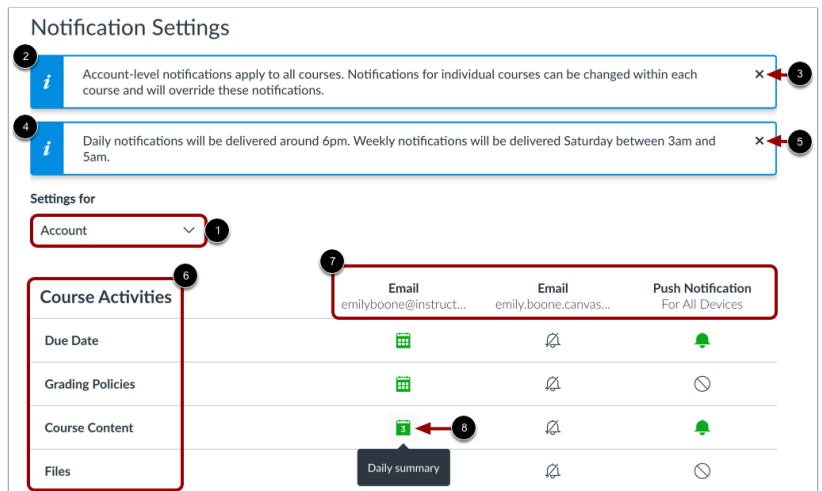 Notification Settings
2
Account-level notifications apply to all courses. Notifications for individual courses can be changed within each
course and will override these notifications.
3
4
Daily notifications will be delivered around 6pm. Weekly notifications will be delivered Saturday between 3am and
5am.
5
Settings for
Account
1
6
7
Course Activities
Email
emilyboone@instruct...
Email
emily.boone.canvas...
Push Notification
For All Devices
Due Date
Grading Policies
Course Content
3
8
Daily summary
Files